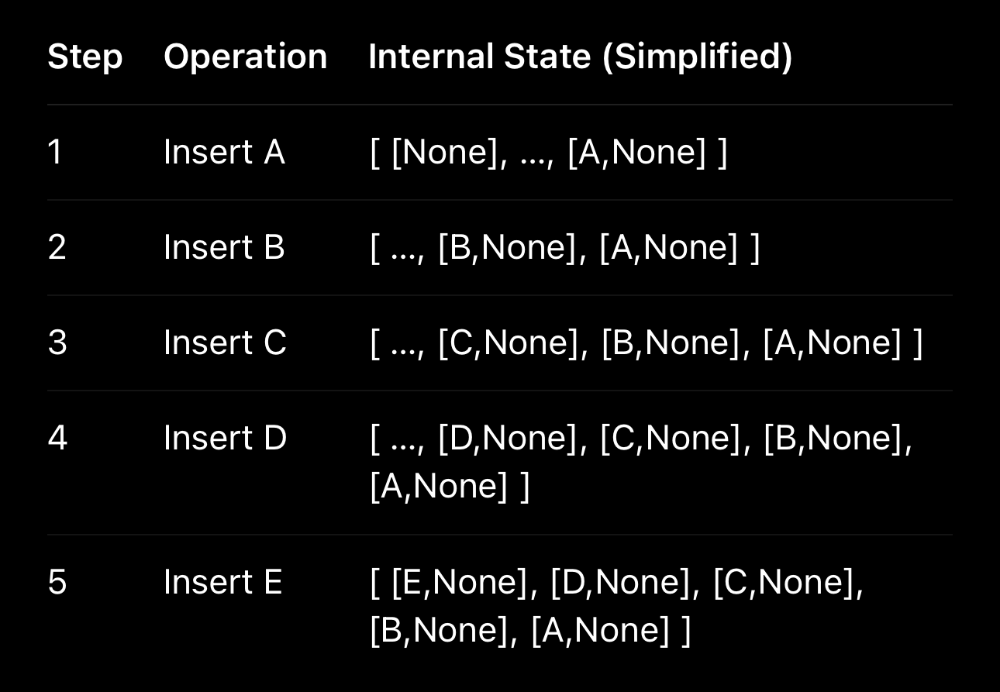 Step Operation Internal State (Simplified)
1 Insert A [ [None], ..., [A,None] ]
2 Insert B [ ..., [B,None], [A,None] ]
3 Insert C [ ..., [C,None], [B,None], [A,None] ]
4 Insert D [ ..., [D,None], [C,None], [B,None],
[A,None] ]
5 Insert E [ [E,None], [D,None], [C,None],
[B,None], [A,None] ]